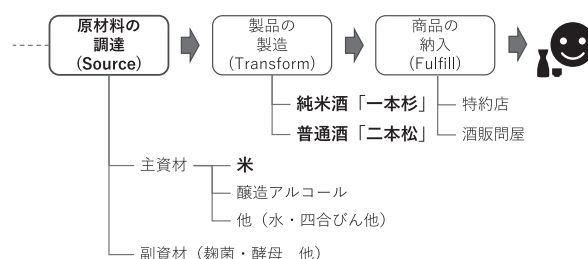 原材料の
調達
(Source)
製品の
製造
(Transform)
商品の
納入
(Fulfill)
純米酒「一本杉」
普通酒「二本松」
特約店
酒販問屋
主資材
米
醸造アルコール
他（水・四合びん他）
副資材（麹菌・酵母　他）